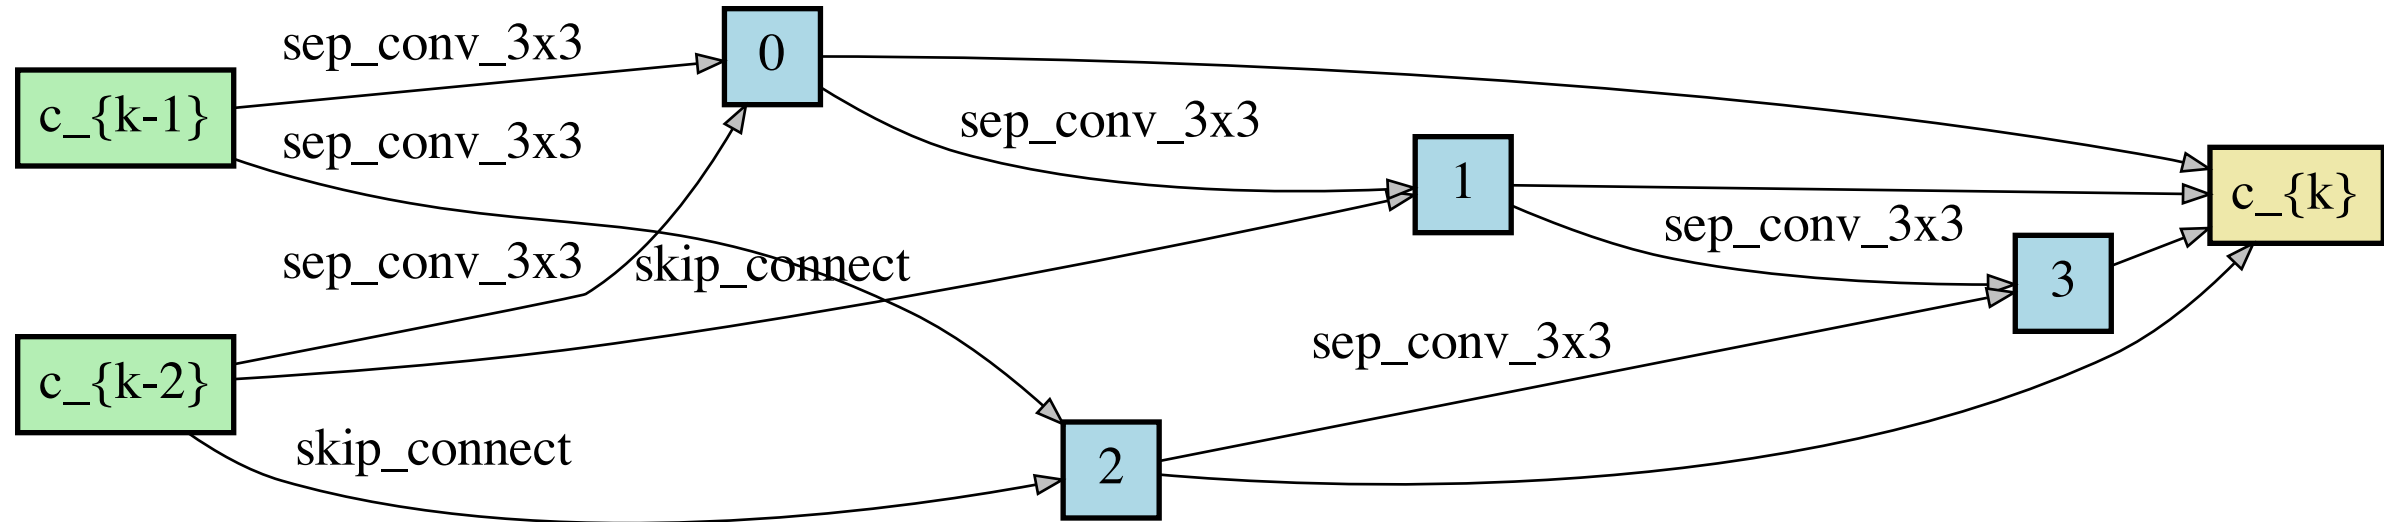 sep_conv_3x3
0
c_{k-1}
sep_conv_3x3
sep_conv_3x3
1
c_{k}
sep_conv_3x3
sep_conv_3x3
skip_connect
3
sep_conv_3x3
c_{k-2}
skip_connect
2